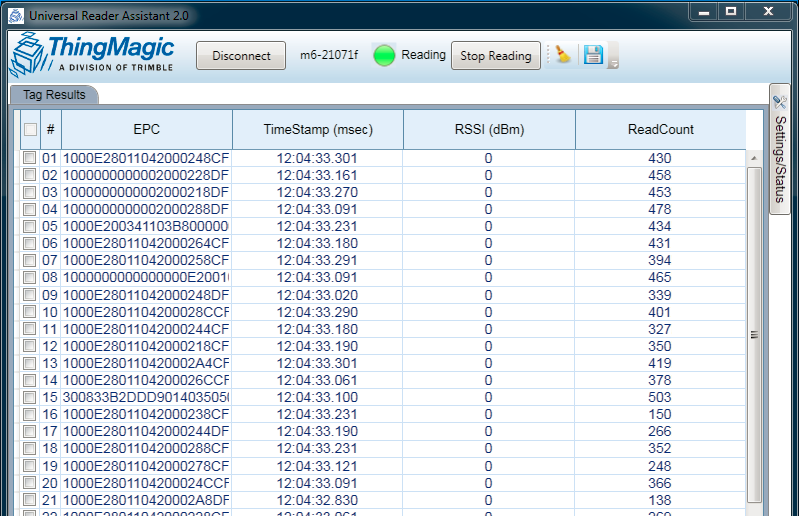 Universal Reader Assistant 2.0
ThingMagic
A DIVISION OF TRIMBLE
Disconnect m6-21071f Reading Stop Reading
Tag Results
Settings/Status
# EPC TimeStamp (msec) RSSI (dBm) ReadCount
01 1000E28011042000248CF 12:04:33.301 0 430
02 100000000002000228DF 12:04:33.161 0 458
03 100000000002000218DF 12:04:33.270 0 453
04 100000000002000288DF 12:04:33.091 0 478
05 1000E200341103B800000 12:04:33.231 0 434
06 1000E28011042000264CF 12:04:33.180 0 431
07 1000E28011042000258CF 12:04:33.291 0 394
08 1000000000000000E2001 12:04:33.091 0 465
09 1000E28011042000248DF 12:04:33.020 0 339
10 1000E2801104200028CCF 12:04:33.290 0 401
11 1000E28011042000244CF 12:04:33.180 0 327
12 1000E28011042000218CF 12:04:33.190 0 350
13 1000E280110420002A4CF 12:04:33.301 0 419
14 1000E2801104200026CCF 12:04:33.061 0 378
15 300833B2DDD9014035050 12:04:33.100 0 503
16 1000E28011042000238CF 12:04:33.231 0 150
17 1000E28011042000244DF 12:04:33.190 0 266
18 1000E28011042000288CF 12:04:33.231 0 352
19 1000E28011042000278CF 12:04:33.121 0 248
20 1000E2801104200024CCF 12:04:33.091 0 366
21 1000E280110420002A8DF 12:04:32.830 0 138